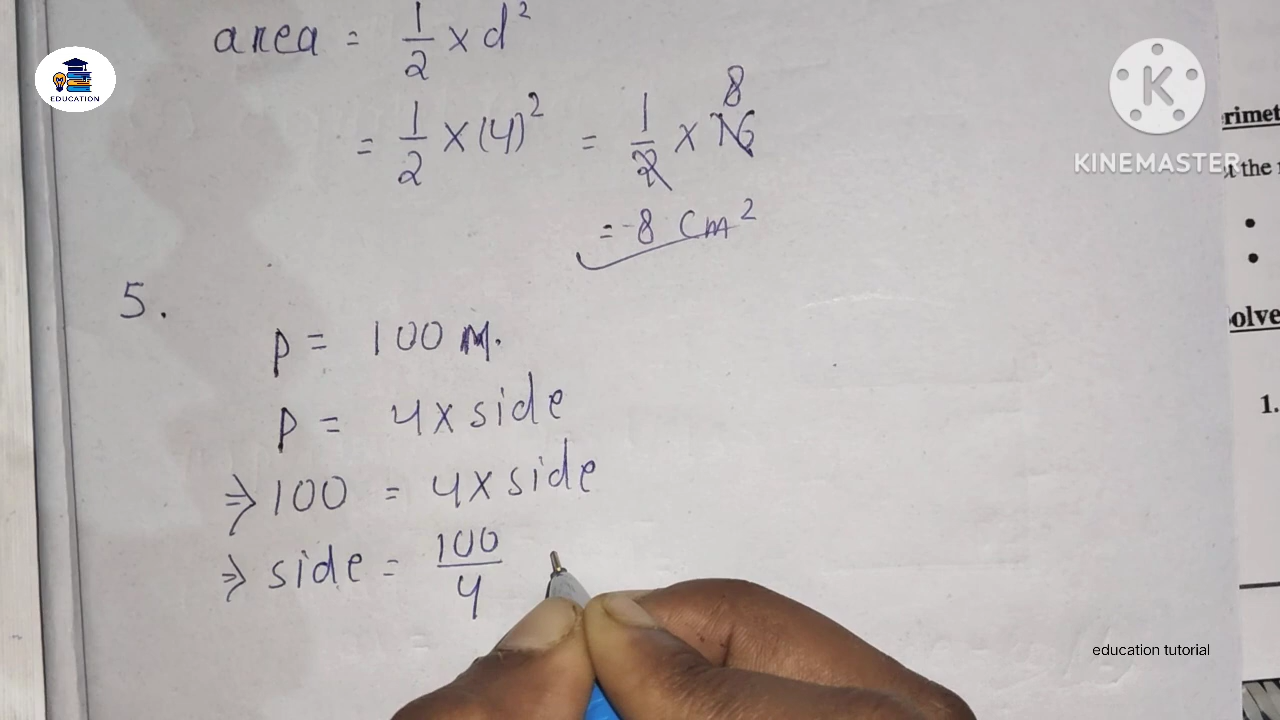 area = 1/2 × d²
EDUCATION
= 1/2 × (4)² = 1/2 × 16 8
= 8 cm²
K
KINEMASTER
rimet
the
5.
P = 100 m.
P = 4 × side
⇒ 100 = 4 × side
⇒ side = 100/4
olve
1.
education tutorial